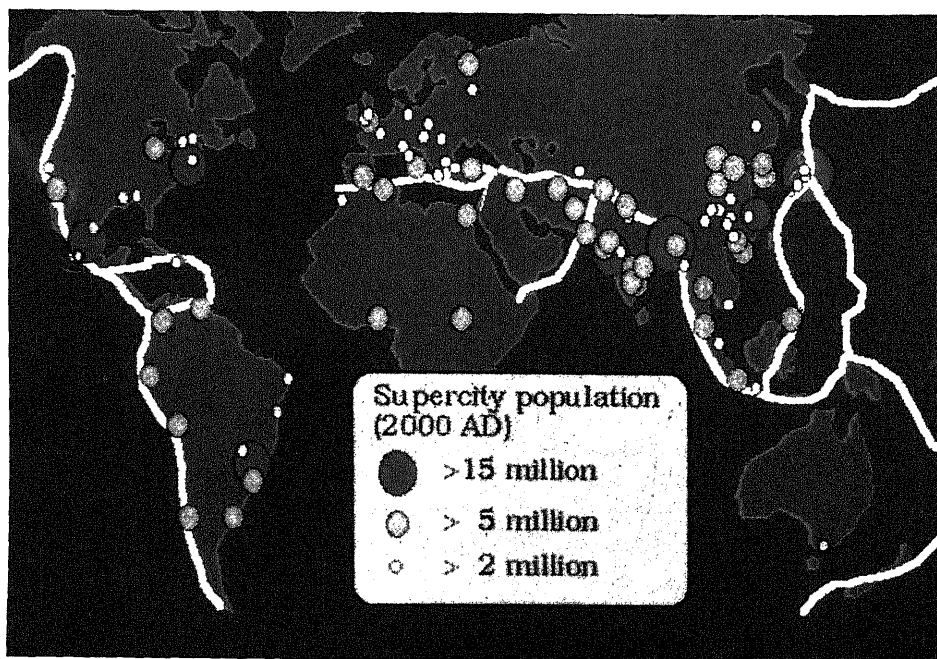 Supercity population
(2000 AD)
>15 million
> 5 million
> 2 million